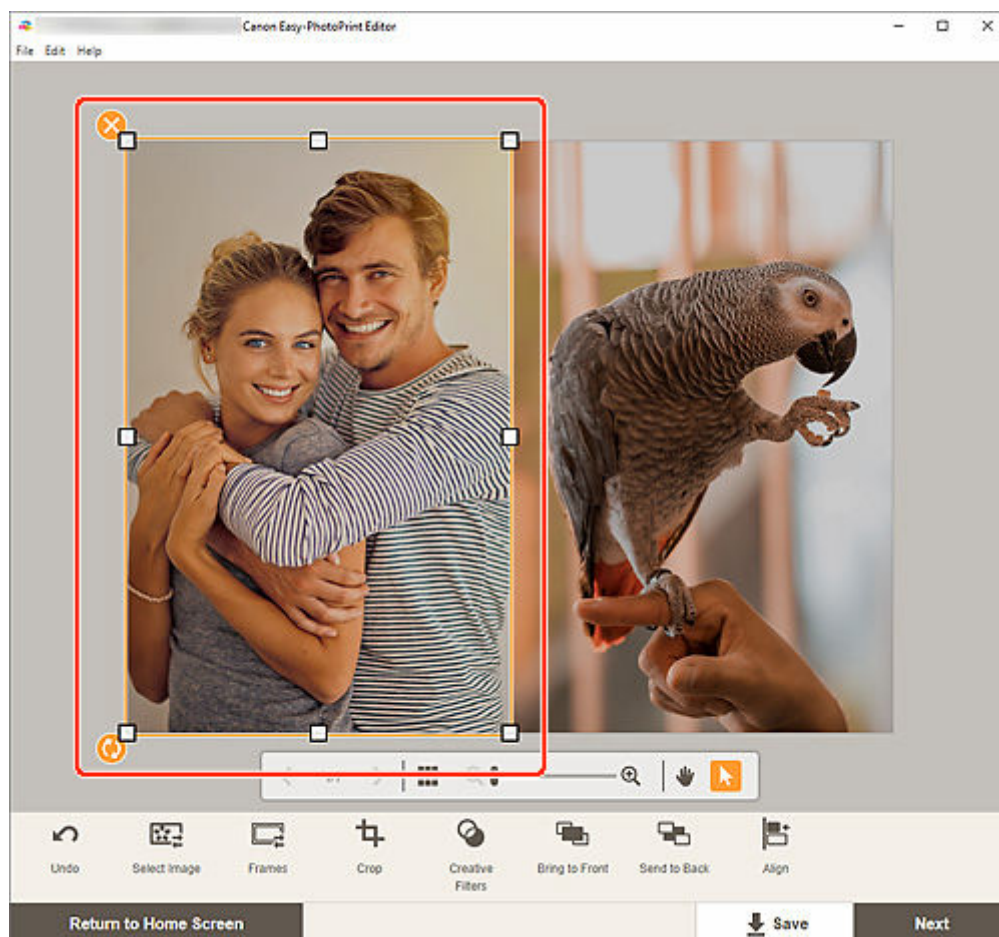 Canon Easy-PhotoPrint Editor
File Edit Help
Undo
Select Image
Frames
Crop
Creative
Filters
Bring to Front
Send to Back
Align
Return to Home Screen
Save
Next